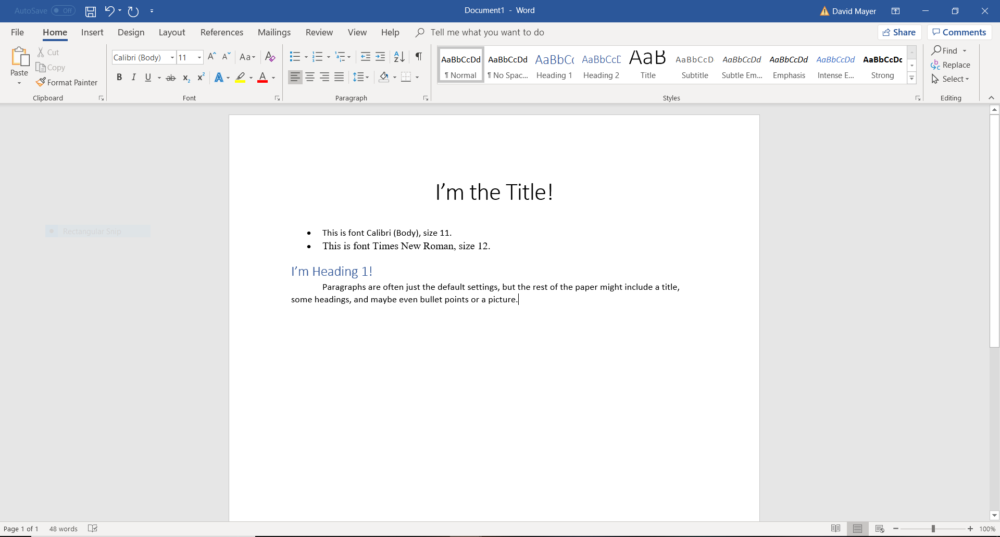 AutoSave Off
Document1 - Word
David Mayer
File Home Insert Design Layout References Mailings Review View Help Tell me what you want to do Share Comments
Paste
Cut
Copy
Format Painter
Clipboard
Calibri (Body) 11
Font
Paragraph
AaBbCcDd AaBbCcDd AaBbCc AaBbCcD AaB AaBbCcD AaBbCcDd AaBbCcDd AaBbCcDd AaBbCcDc
¶ Normal ¶ No Spac... Heading 1 Heading 2 Title Subtitle Subtle Em... Emphasis Intense E... Strong
Styles
Find
Replace
Select
Editing
I’m the Title!
Rectangular Snip
• This is font Calibri (Body), size 11.
• This is font Times New Roman, size 12.
I’m Heading 1!
Paragraphs are often just the default settings, but the rest of the paper might include a title,
some headings, and maybe even bullet points or a picture.
Page 1 of 1 48 words
100%